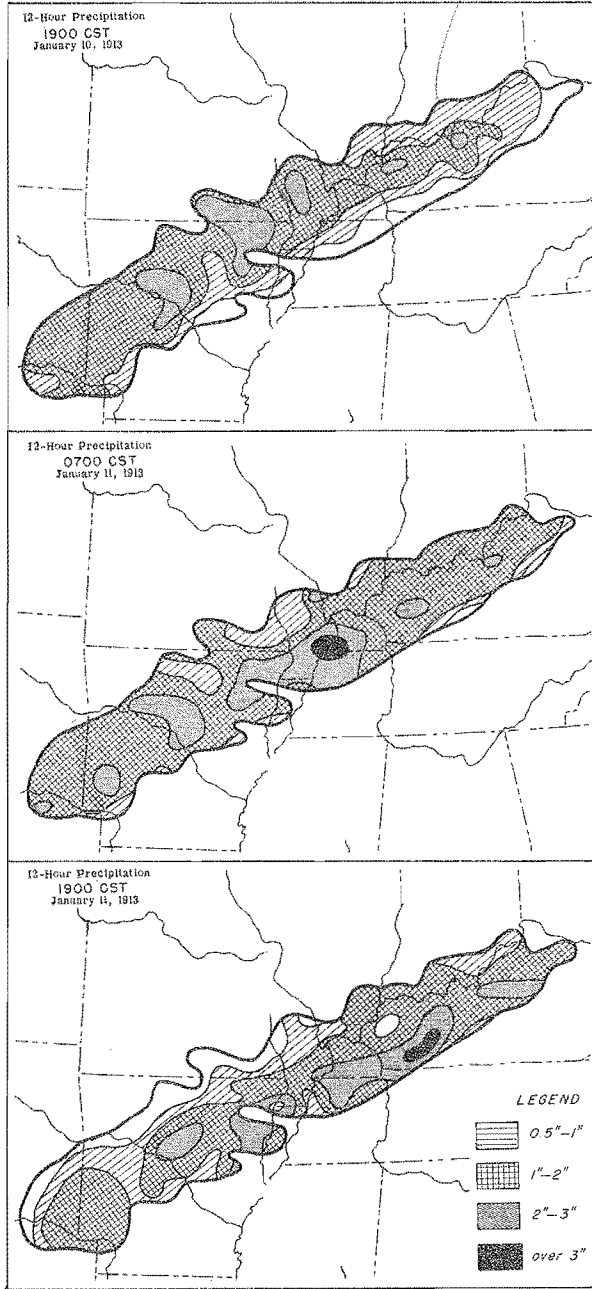 12-Hour Precipitation
1900 CST
January 10, 1913
12-Hour Precipitation
0700 CST
January 11, 1913
12-Hour Precipitation
1900 CST
January 11, 1913
LEGEND
0.5"–1"
1"–2"
2"–3"
over 3"